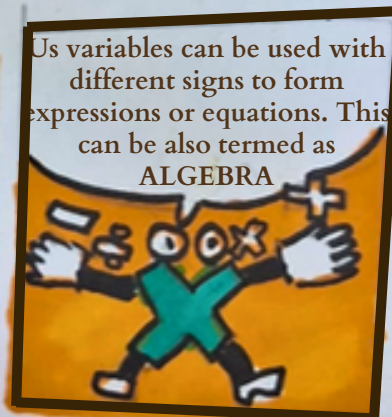 Us variables can be used with
different signs to form
expressions or equations. This
can be also termed as
ALGEBRA